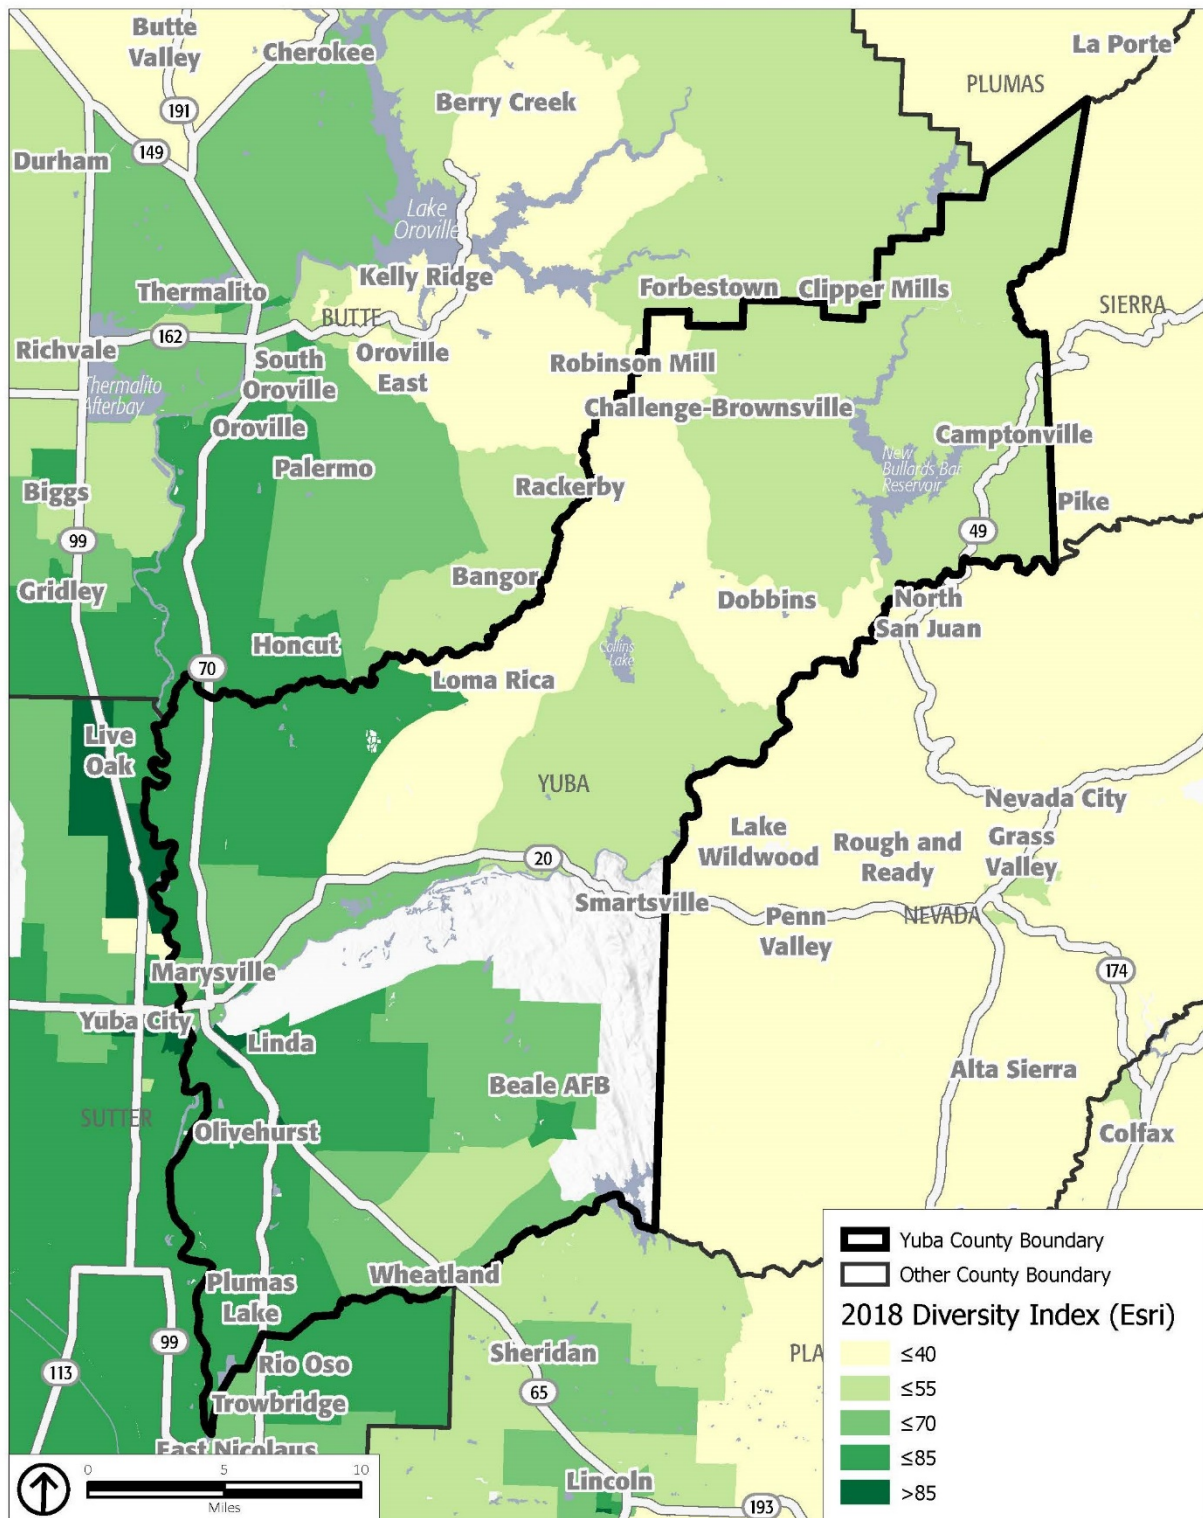 Butte
Valley
Cherokee
La Porte
PLUMAS
Berry Creek
191
149
Durham
Lake
Oroville
Kelly Ridge
Thermalito
Forbestown
Clipper Mills
SIERRA
BUTTE
162
Richvale
South
Oroville
Oroville
East
Robinson Mill
Thermalito
Afterbay
Challenge-Brownsville
Oroville
Camptonville
New
Bullards Bar
Reservoir
Palermo
Rackerby
Biggs
Pike
99
49
Gridley
Bangor
Dobbins
North
San Juan
Honcut
Collins
Lake
70
Loma Rica
Live
Oak
YUBA
Nevada City
Lake
Wildwood
Rough and
Ready
Grass
Valley
20
Smartsville
Penn
Valley
NEVADA
Marysville
174
Yuba City
Linda
Alta Sierra
Beale AFB
SUTTER
Olivehurst
Colfax
Wheatland
Plumas
Lake
99
113
Rio Oso
Sheridan
PLA
65
Trowbridge
East Nicolaus
Lincoln
193
Yuba County Boundary
Other County Boundary
2018 Diversity Index (Esri)
≤40
≤55
≤70
≤85
>85
0 5 10
Miles